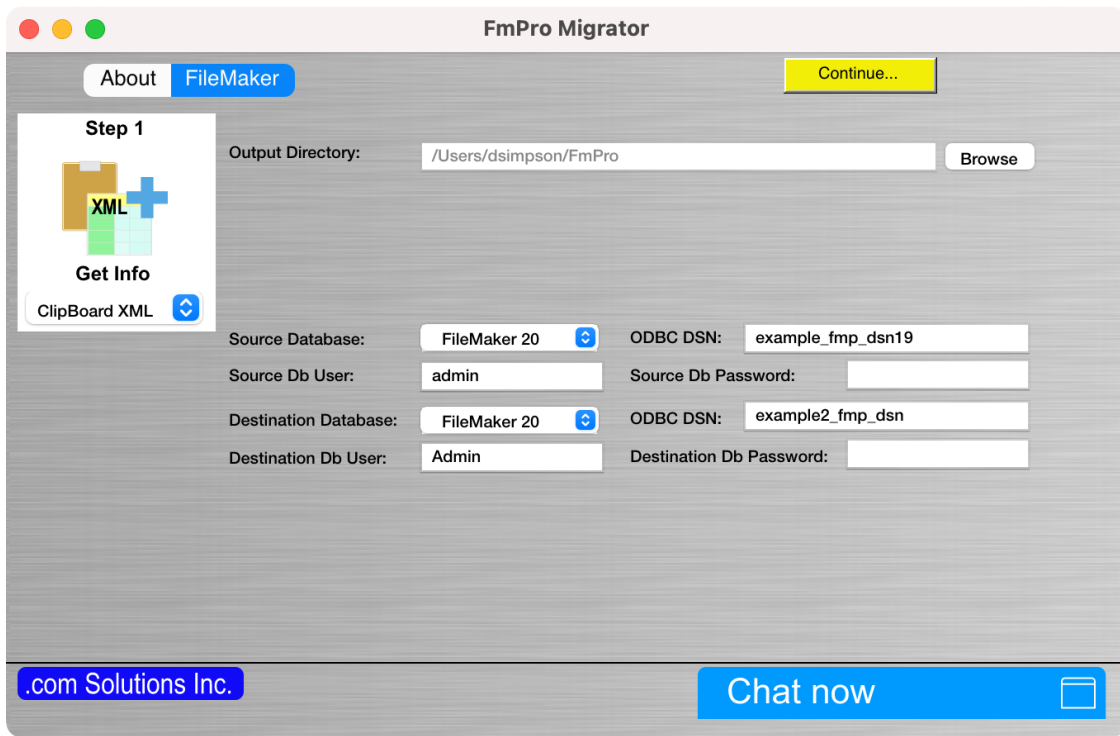 FmPro Migrator
About FileMaker Continue...
Step 1
Output Directory: /Users/dsimpson/FmPro Browse
XML
Get Info
ClipBoard XML
Source Database: FileMaker 20 ODBC DSN: example_fmp_dsn19
Source Db User: admin Source Db Password:
Destination Database: FileMaker 20 ODBC DSN: example2_fmp_dsn
Destination Db User: Admin Destination Db Password:
.com Solutions Inc. Chat now